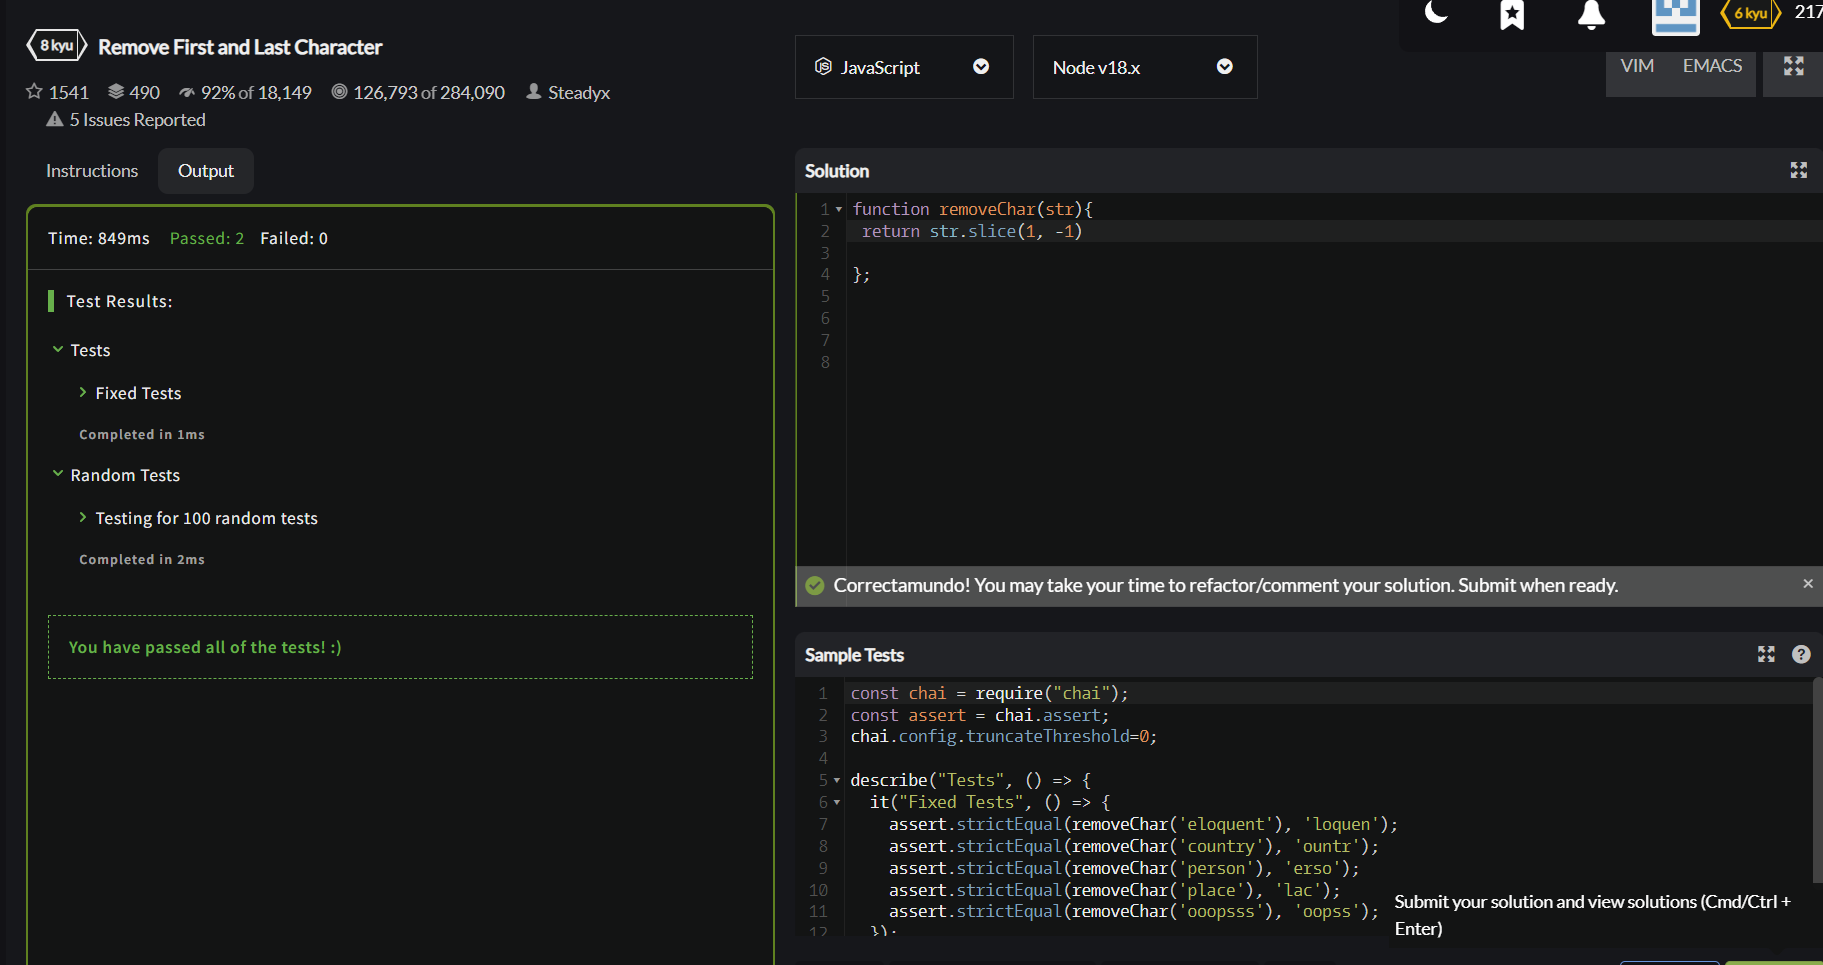 8 kyu Remove First and Last Character
1541 490 92% of 18,149 126,793 of 284,090 Steadyx
5 Issues Reported
Instructions Output
Time: 849ms Passed: 2 Failed: 0
Test Results:
Tests
Fixed Tests
Completed in 1ms
Random Tests
Testing for 100 random tests
Completed in 2ms
You have passed all of the tests! :)
6 kyu 217
JavaScript Node v18.x VIM EMACS
Solution
1 function removeChar(str){
2 return str.slice(1, -1)
3
4 };
5
6
7
8
Correctamundo! You may take your time to refactor/comment your solution. Submit when ready. ×
Sample Tests ?
1 const chai = require("chai");
2 const assert = chai.assert;
3 chai.config.truncateThreshold=0;
4
5 describe("Tests", () => {
6 it("Fixed Tests", () => {
7 assert.strictEqual(removeChar('eloquent'), 'loquen');
8 assert.strictEqual(removeChar('country'), 'ountr');
9 assert.strictEqual(removeChar('person'), 'erso');
10 assert.strictEqual(removeChar('place'), 'lac');
11 assert.strictEqual(removeChar('ooopsss'), 'oopss');
12 });
Submit your solution and view solutions (Cmd/Ctrl +
Enter)